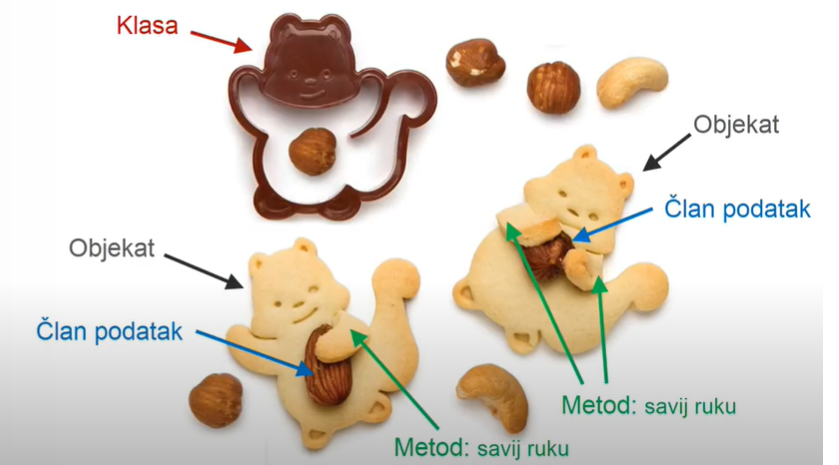 Klasa
Objekat
Član podatak
Objekat
Član podatak
Metod: savij ruku
Metod: savij ruku